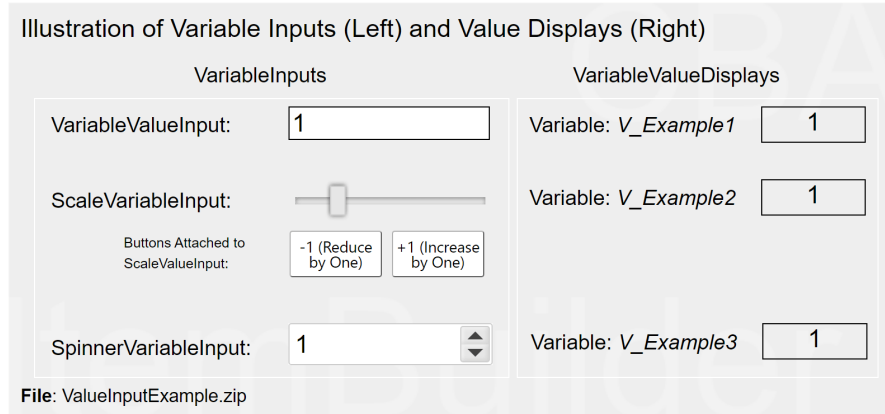 Illustration of Variable Inputs (Left) and Value Displays (Right)
VariableInputs
VariableValueDisplays
VariableValueInput:
1
Variable: V_Example1
1
ScaleVariableInput:
Variable: V_Example2
1
Buttons Attached to
ScaleValueInput:
-1 (Reduce
by One)
+1 (Increase
by One)
SpinnerVariableInput:
1
Variable: V_Example3
1
File: ValueInputExample.zip
CBA
ItemBuilder